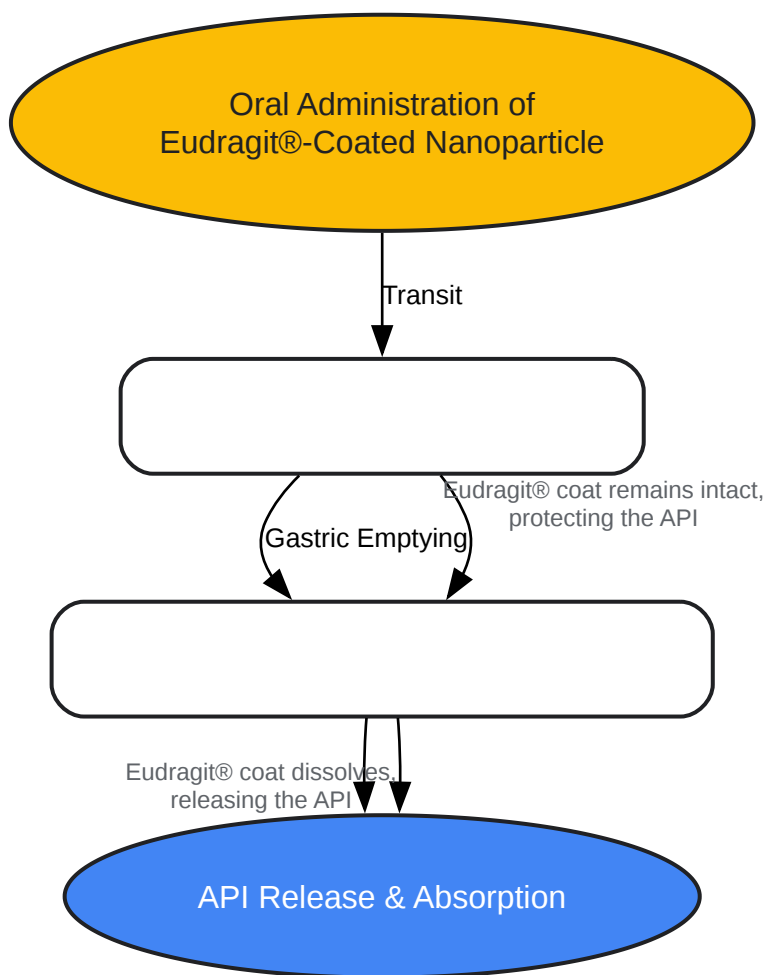 Oral Administration of
Eudragit®-Coated Nanoparticle
Transit
Eudragit® coat remains intact,
protecting the API
Gastric Emptying
Eudragit® coat dissolves,
releasing the API
API Release & Absorption